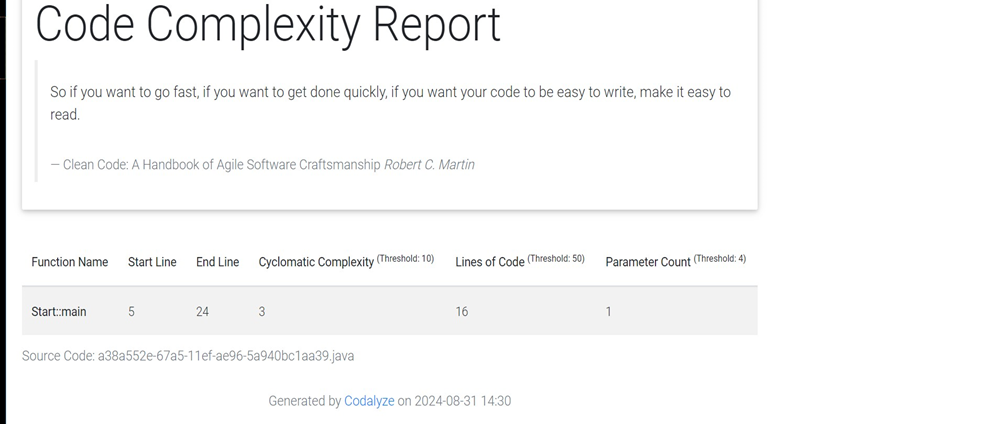 Code Complexity Report
So if you want to go fast, if you want to get done quickly, if you want your code to be easy to write, make it easy to
read.
— Clean Code: A Handbook of Agile Software Craftsmanship Robert C. Martin
Function Name Start Line End Line Cyclomatic Complexity (Threshold: 10) Lines of Code (Threshold: 50) Parameter Count (Threshold: 4)
Start::main 5 24 3 16 1
Source Code: a38a552e-67a5-11ef-ae96-5a940bc1aa39.java
Generated by Codalyze on 2024-08-31 14:30